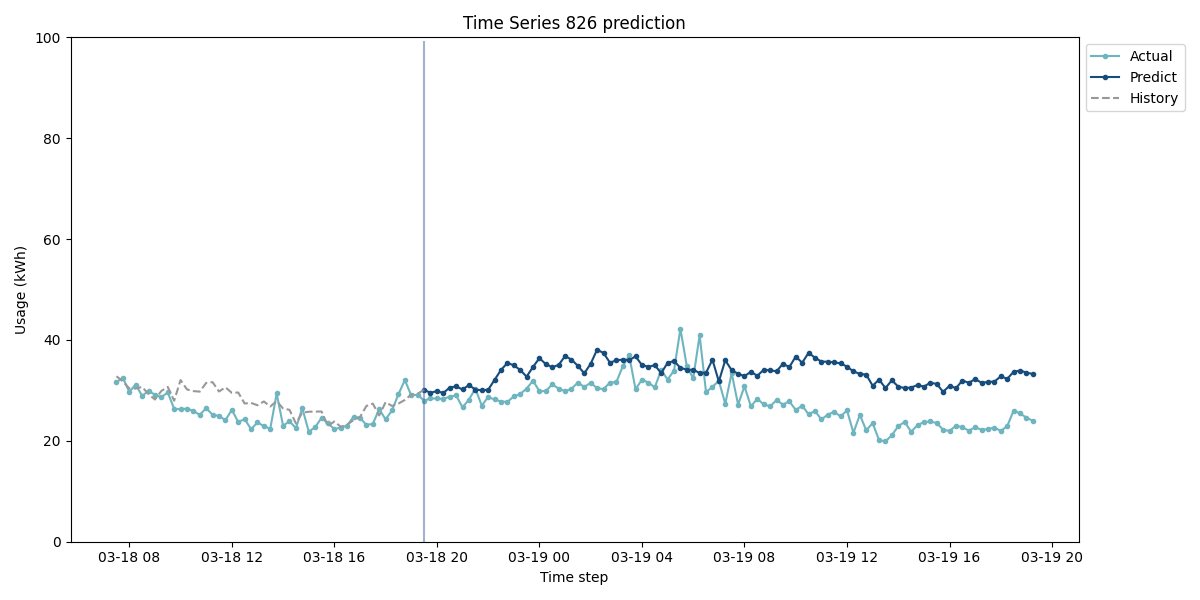 Time Series 826 prediction
100
80
60
40
20
0
Usage (kWh)
03-18 08 03-18 12 03-18 16 03-18 20 03-19 00 03-19 04 03-19 08 03-19 12 03-19 16 03-19 20
Time step
Actual
Predict
History